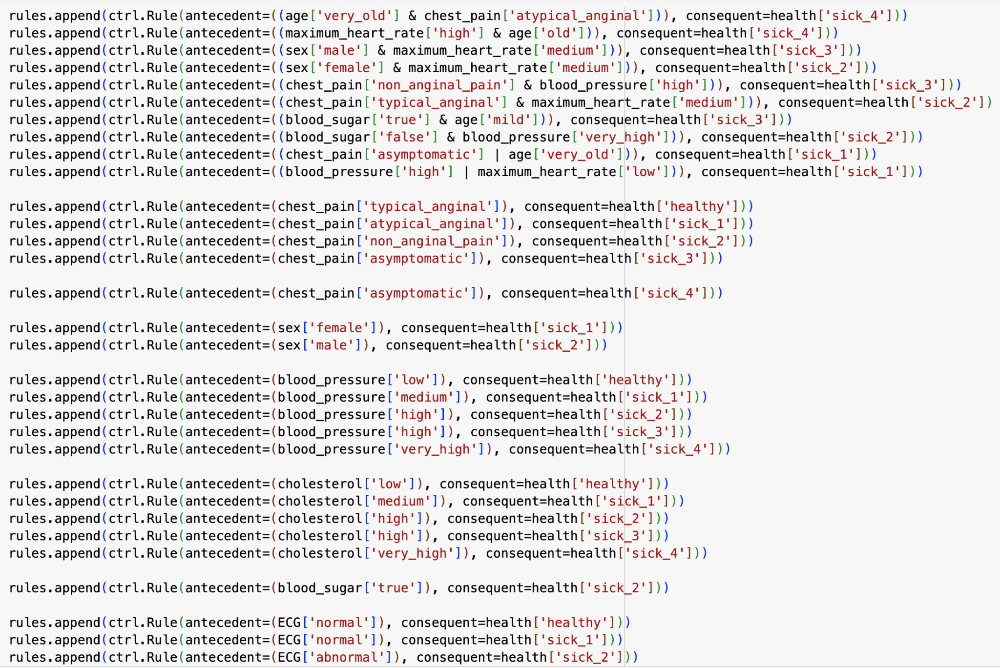 rules.append(ctrl.Rule(antecedent=((age['very_old'] & chest_pain['atypical_anginal'])), consequent=health['sick_4']))
rules.append(ctrl.Rule(antecedent=((maximum_heart_rate['high'] & age['old'])), consequent=health['sick_4']))
rules.append(ctrl.Rule(antecedent=((sex['male'] & maximum_heart_rate['medium'])), consequent=health['sick_3']))
rules.append(ctrl.Rule(antecedent=((sex['female'] & maximum_heart_rate['medium'])), consequent=health['sick_2']))
rules.append(ctrl.Rule(antecedent=((chest_pain['non_anginal_pain'] & blood_pressure['high'])), consequent=health['sick_3']))
rules.append(ctrl.Rule(antecedent=((chest_pain['typical_anginal'] & maximum_heart_rate['medium'])), consequent=health['sick_2'])
rules.append(ctrl.Rule(antecedent=((blood_sugar['true'] & age['mild'])), consequent=health['sick_3']))
rules.append(ctrl.Rule(antecedent=((blood_sugar['false'] & blood_pressure['very_high'])), consequent=health['sick_2']))
rules.append(ctrl.Rule(antecedent=((chest_pain['asymptomatic'] | age['very_old'])), consequent=health['sick_1']))
rules.append(ctrl.Rule(antecedent=((blood_pressure['high'] | maximum_heart_rate['low'])), consequent=health['sick_1']))
rules.append(ctrl.Rule(antecedent=(chest_pain['typical_anginal']), consequent=health['healthy']))
rules.append(ctrl.Rule(antecedent=(chest_pain['atypical_anginal']), consequent=health['sick_1']))
rules.append(ctrl.Rule(antecedent=(chest_pain['non_anginal_pain']), consequent=health['sick_2']))
rules.append(ctrl.Rule(antecedent=(chest_pain['asymptomatic']), consequent=health['sick_3']))
rules.append(ctrl.Rule(antecedent=(chest_pain['asymptomatic']), consequent=health['sick_4']))
rules.append(ctrl.Rule(antecedent=(sex['female']), consequent=health['sick_1']))
rules.append(ctrl.Rule(antecedent=(sex['male']), consequent=health['sick_2']))
rules.append(ctrl.Rule(antecedent=(blood_pressure['low']), consequent=health['healthy']))
rules.append(ctrl.Rule(antecedent=(blood_pressure['medium']), consequent=health['sick_1']))
rules.append(ctrl.Rule(antecedent=(blood_pressure['high']), consequent=health['sick_2']))
rules.append(ctrl.Rule(antecedent=(blood_pressure['high']), consequent=health['sick_3']))
rules.append(ctrl.Rule(antecedent=(blood_pressure['very_high']), consequent=health['sick_4']))
rules.append(ctrl.Rule(antecedent=(cholesterol['low']), consequent=health['healthy']))
rules.append(ctrl.Rule(antecedent=(cholesterol['medium']), consequent=health['sick_1']))
rules.append(ctrl.Rule(antecedent=(cholesterol['high']), consequent=health['sick_2']))
rules.append(ctrl.Rule(antecedent=(cholesterol['high']), consequent=health['sick_3']))
rules.append(ctrl.Rule(antecedent=(cholesterol['very_high']), consequent=health['sick_4']))
rules.append(ctrl.Rule(antecedent=(blood_sugar['true']), consequent=health['sick_2']))
rules.append(ctrl.Rule(antecedent=(ECG['normal']), consequent=health['healthy']))
rules.append(ctrl.Rule(antecedent=(ECG['normal']), consequent=health['sick_1']))
rules.append(ctrl.Rule(antecedent=(ECG['abnormal']), consequent=health['sick_2']))